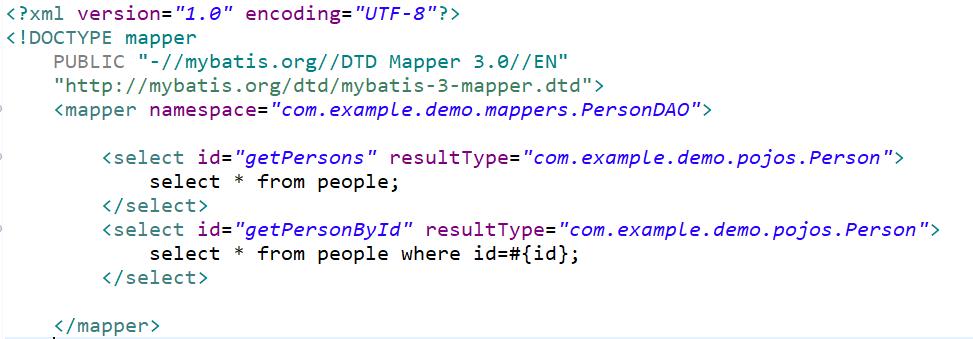 <?xml version="1.0" encoding="UTF-8"?>
<!DOCTYPE mapper
    PUBLIC "-//mybatis.org//DTD Mapper 3.0//EN"
    "http://mybatis.org/dtd/mybatis-3-mapper.dtd">
    <mapper namespace="com.example.demo.mappers.PersonDAO">

        <select id="getPersons" resultType="com.example.demo.pojos.Person">
            select * from people;
        </select>
        <select id="getPersonById" resultType="com.example.demo.pojos.Person">
            select * from people where id=#{id};
        </select>

    </mapper>